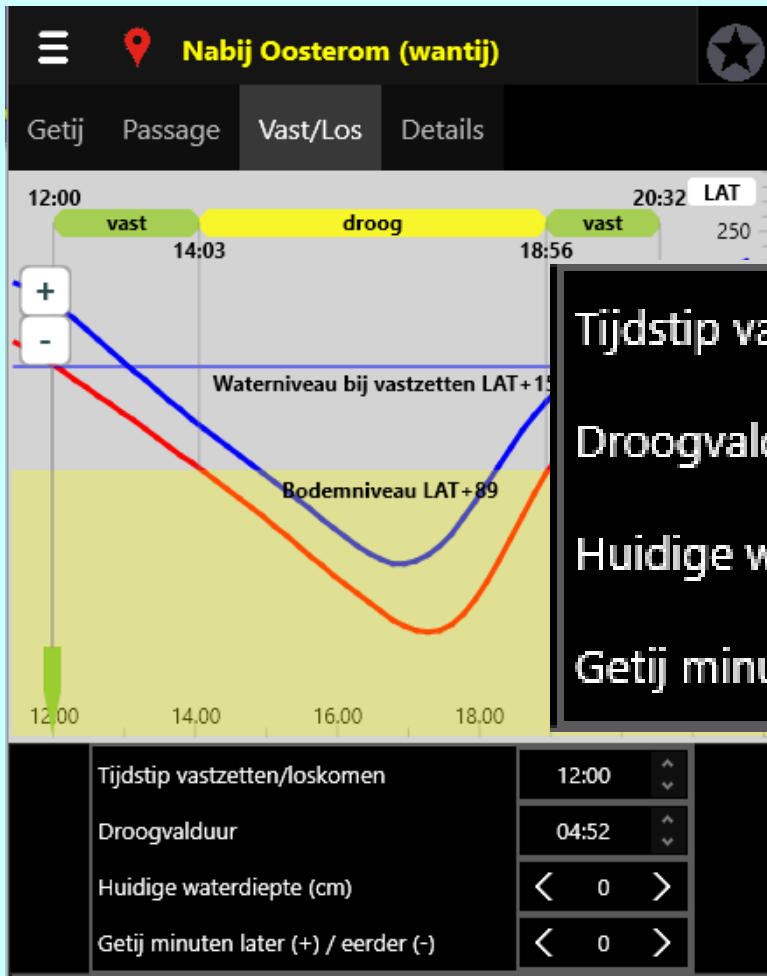 Nabij Oosterom (wantij)
Getij Passage Vast/Los Details
12:00 20:32 LAT
vast droog vast 250
14:03 18:56
+
-
Waterniveau bij vastzetten LAT+15
Tijdstip
Droogval
Bodemniveau LAT+89
Huidige
Getij
12.00 14.00 16.00 18.00
Tijdstip vastzetten/loskomen 12:00
Droogvalduur 04:52
Huidige waterdiepte (cm) < 0 >
Getij minuten later (+) / eerder (-) < 0 >